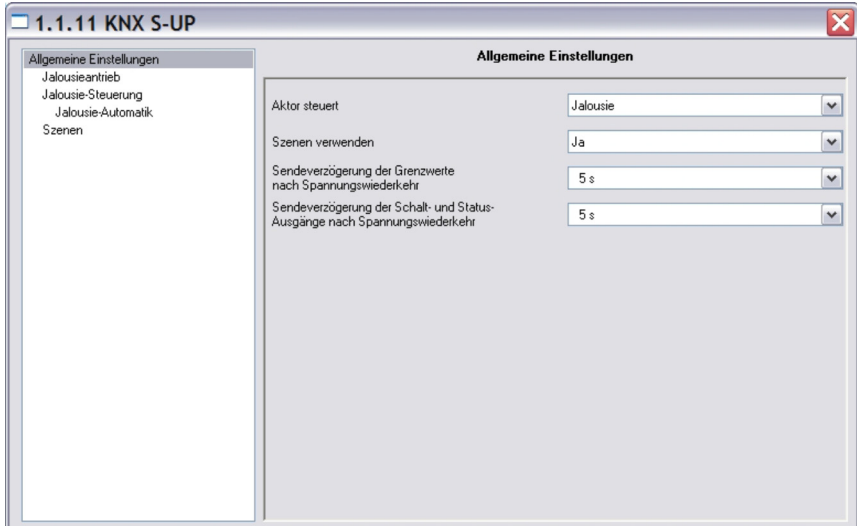 1.1.11 KNX S-UP
Allgemeine Einstellungen
Jalousieantrieb
Jalousie-Steuerung
Jalousie-Automatik
Szenen
Allgemeine Einstellungen
Aktor steuert
Jalousie
Szenen verwenden
Ja
Sendeverzögerung der Grenzwerte
nach Spannungswiederkehr
5 s
Sendeverzögerung der Schalt- und Status-
Ausgänge nach Spannungswiederkehr
5 s